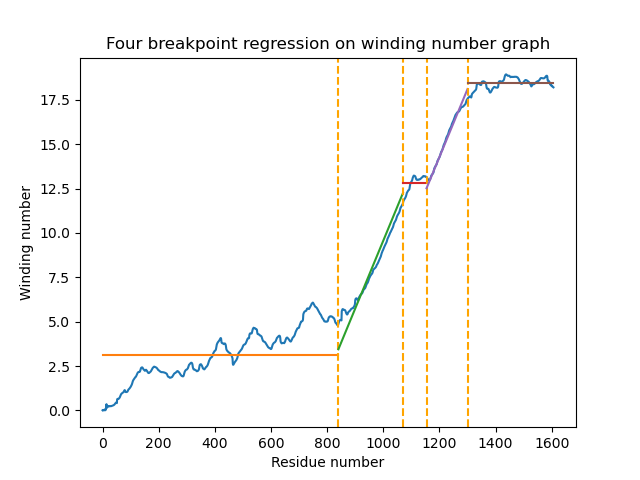 Four breakpoint regression on winding number graph
Winding number
17.5
15.0
12.5
10.0
7.5
5.0
2.5
0.0
0 200 400 600 800 1000 1200 1400 1600
Residue number